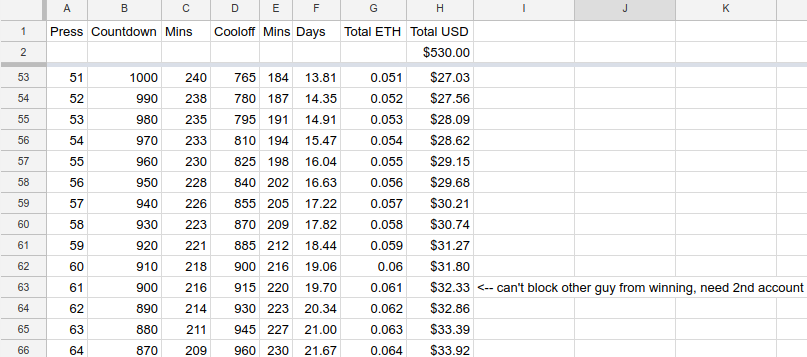 A B C D E F G H I J K
1 Press Countdown Mins Cooloff Mins Days Total ETH Total USD
2 $530.00
53 51 1000 240 765 184 13.81 0.051 $27.03
54 52 990 238 780 187 14.35 0.052 $27.56
55 53 980 235 795 191 14.91 0.053 $28.09
56 54 970 233 810 194 15.47 0.054 $28.62
57 55 960 230 825 198 16.04 0.055 $29.15
58 56 950 228 840 202 16.63 0.056 $29.68
59 57 940 226 855 205 17.22 0.057 $30.21
60 58 930 223 870 209 17.82 0.058 $30.74
61 59 920 221 885 212 18.44 0.059 $31.27
62 60 910 218 900 216 19.06 0.06 $31.80
63 61 900 216 915 220 19.70 0.061 $32.33 <-- can't block other guy from winning, need 2nd account
64 62 890 214 930 223 20.34 0.062 $32.86
65 63 880 211 945 227 21.00 0.063 $33.39
66 64 870 209 960 230 21.67 0.064 $33.92